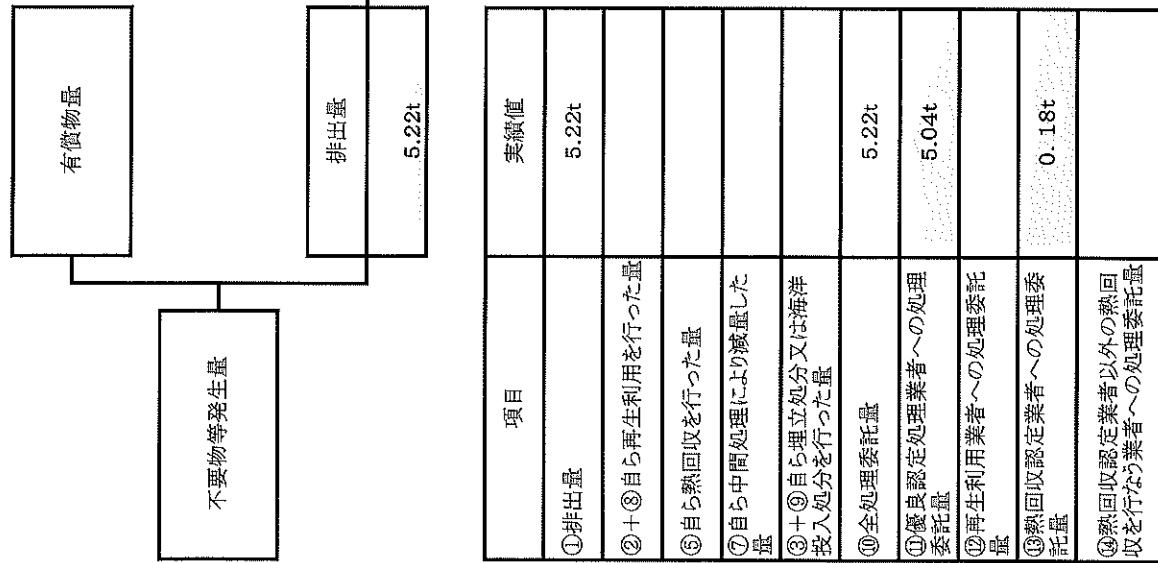 有償物量
不要物等発生量
排出量
5.22t
項目
実績値
①排出量
5.22t
②+⑧自ら再生利用を行った量
⑤自ら熱回収を行った量
⑦自ら中間処理により減量した
量
③+⑨自ら埋立処分又は海洋
投入処分を行った量
⑩全処理委託量
5.22t
⑪優良認定処理業者への処理
委託量
5.04t
⑫再生利用業者への処理委託
量
⑬熱回収認定業者への処理委
託量
0.18t
⑭熱回収認定業者以外の熱回
収を行なう業者への処理委託量